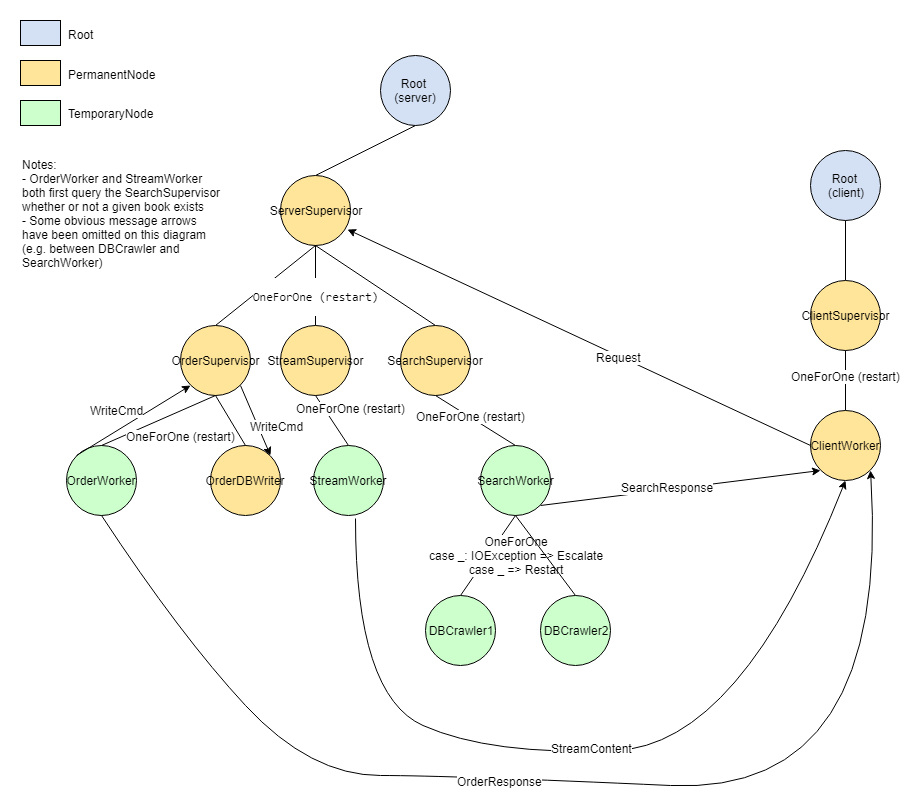 Root
PermanentNode
TemporaryNode
Notes:
- OrderWorker and StreamWorker
both first query the SearchSupervisor
whether or not a given book exists
- Some obvious message arrows
have been omitted on this diagram
(e.g. between DBCrawler and
SearchWorker)
Root
(server)
Root
(client)
ServerSupervisor
OneForOne (restart)
ClientSupervisor
OrderSupervisor
StreamSupervisor
SearchSupervisor
Request
OneForOne (restart)
WriteCmd
OneForOne (restart)
WriteCmd
OneForOne (restart)
OneForOne (restart)
ClientWorker
OrderWorker
OrderDBWriter
StreamWorker
SearchWorker
SearchResponse
OneForOne
case _: IOException => Escalate
case _ => Restart
DBCrawler1
DBCrawler2
StreamContent
OrderResponse